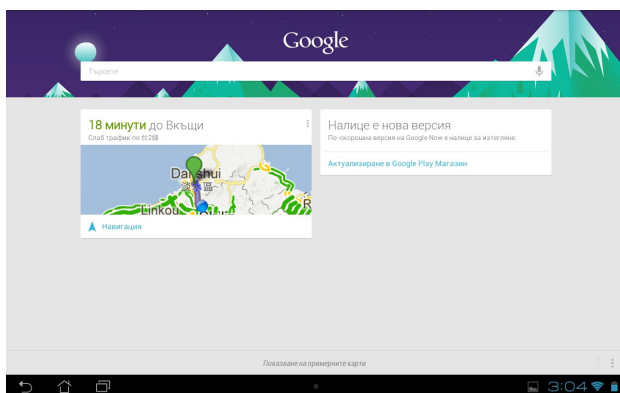 Google
Търсете
18 минути до Вкъщи
Слаб трафик по 台2線
Danshui
淡水區
Linkou
Навигация
Налице е нова версия
По-скорошна версия на Google Now е налице за изтегляне.
Актуализиране в Google Play Магазин
Показване на примерните карти
3:04